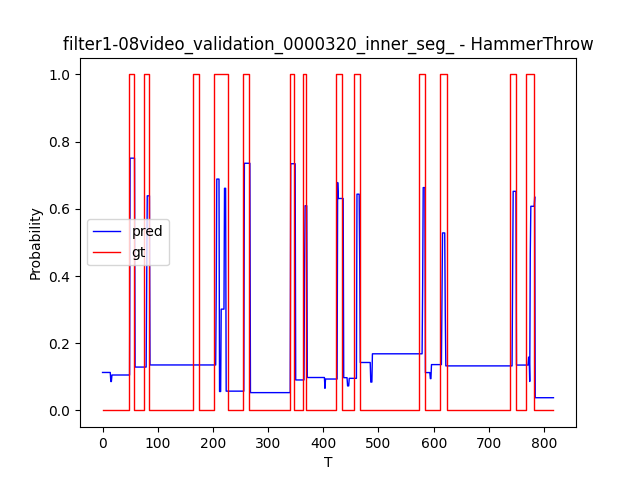 filter1-08video_validation_0000320_inner_seg_ - HammerThrow
1.0
0.8
0.6
0.4
0.2
0.0
Probability
pred
gt
0 100 200 300 400 500 600 700 800
T